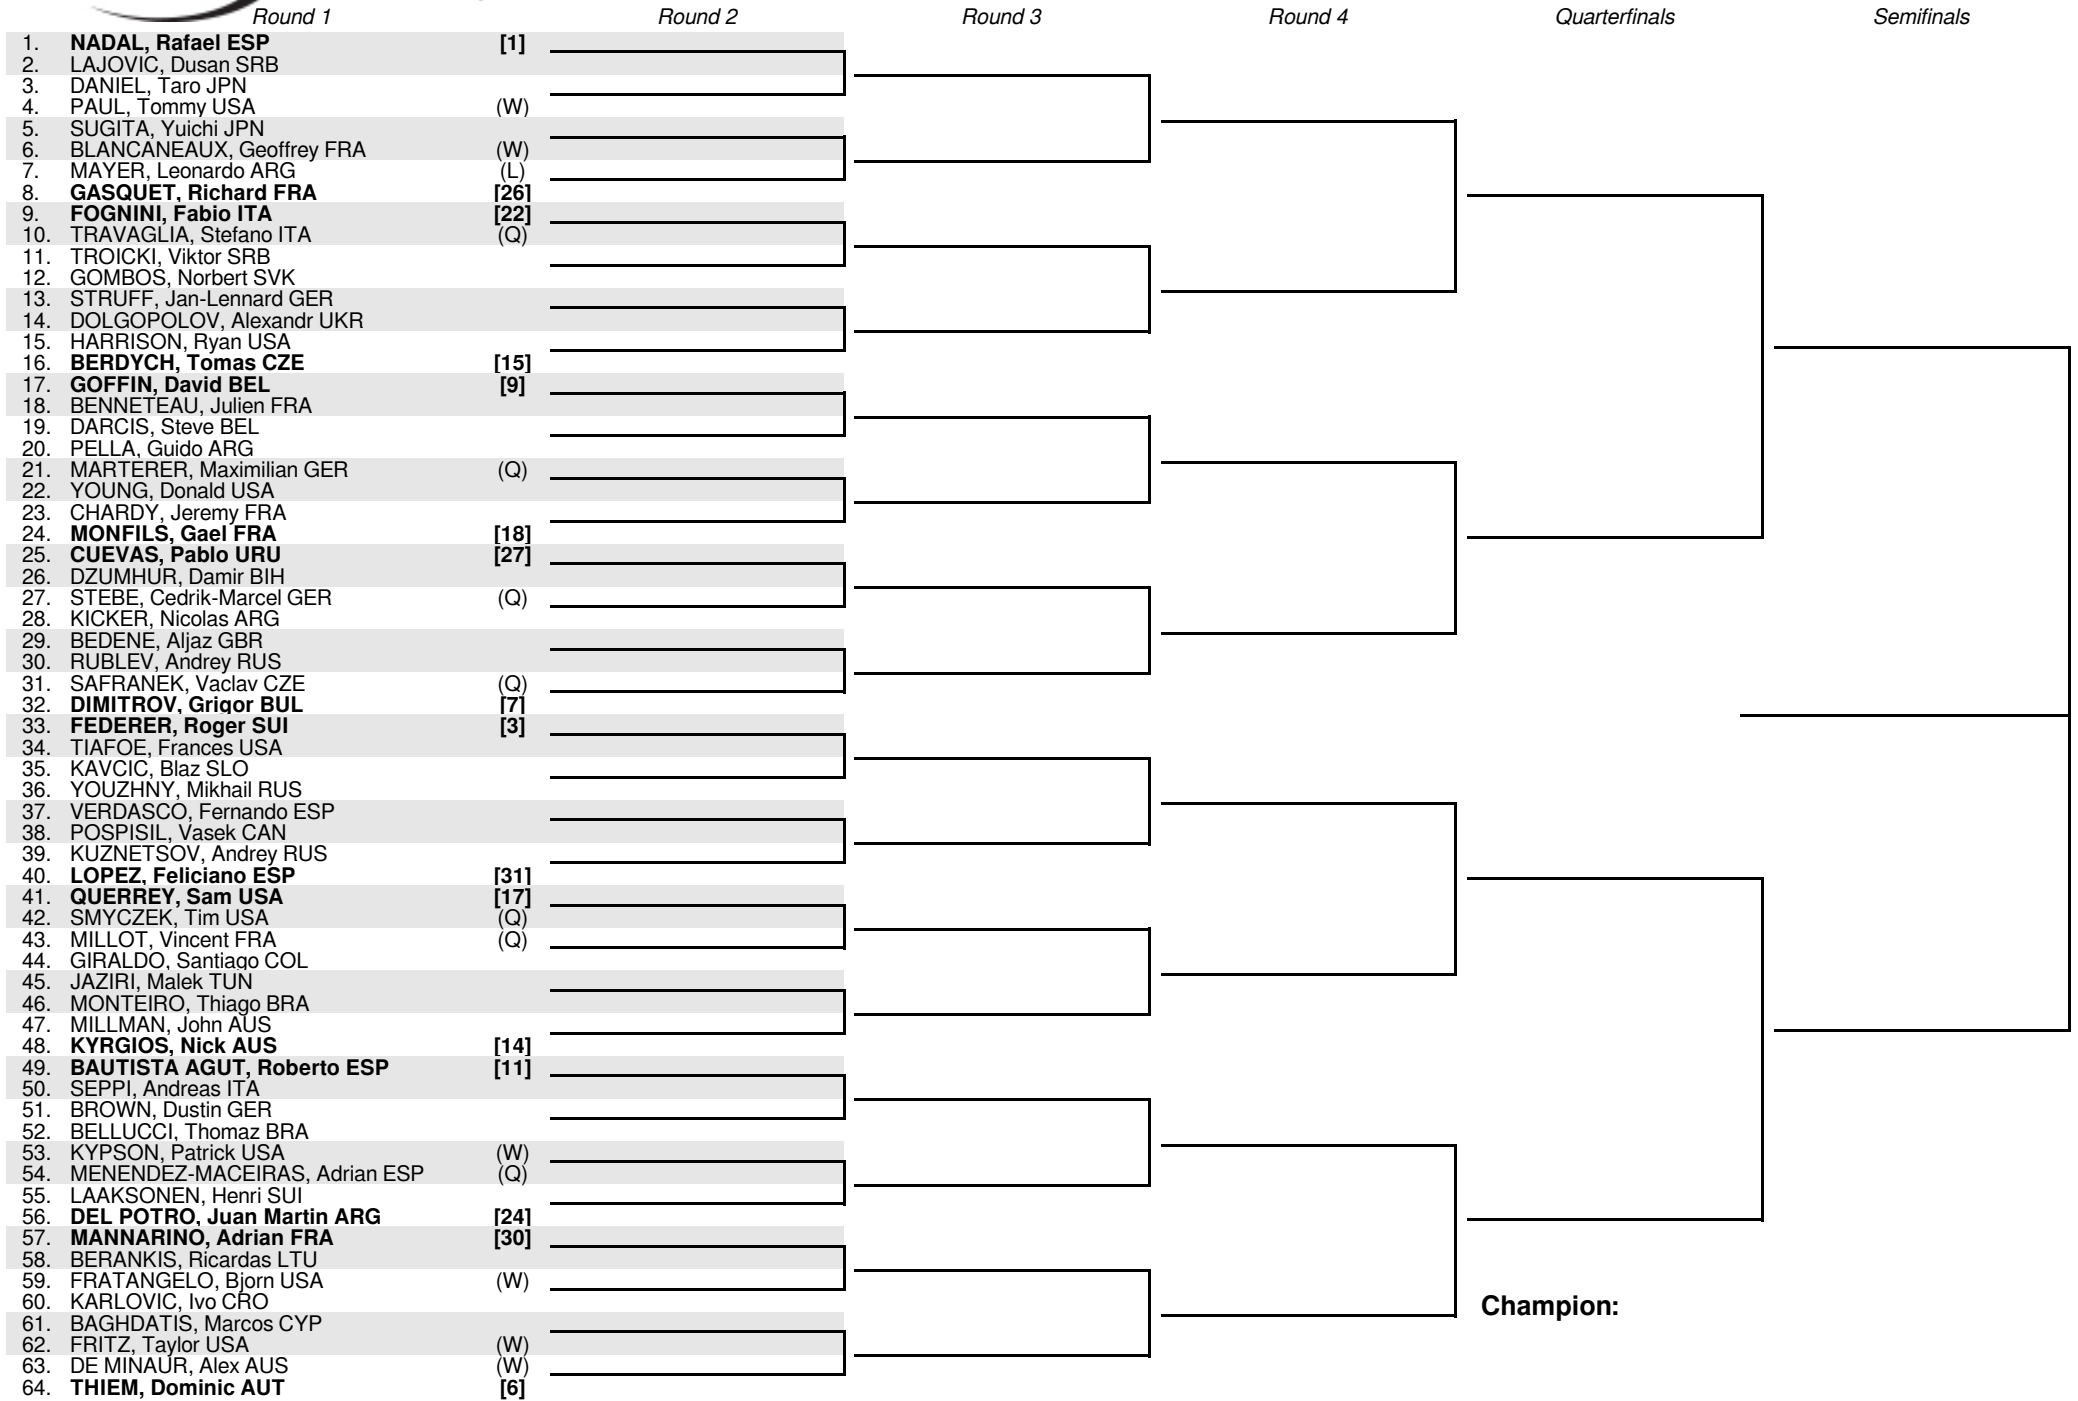 Round 1 Round 2 Round 3 Round 4 Quarterfinals Semifinals
1. NADAL, Rafael ESP [1]
2. LAJOVIC, Dusan SRB
3. DANIEL, Taro JPN
4. PAUL, Tommy USA (W)
5. SUGITA, Yuichi JPN
6. BLANCANEAUX, Geoffrey FRA (W)
7. MAYER, Leonardo ARG (L)
8. GASQUET, Richard FRA [26]
9. FOGNINI, Fabio ITA [22]
10. TRAVAGLIA, Stefano ITA (Q)
11. TROICKI, Viktor SRB
12. GOMBOS, Norbert SVK
13. STRUFF, Jan-Lennard GER
14. DOLGOPOLOV, Alexandr UKR
15. HARRISON, Ryan USA
16. BERDYCH, Tomas CZE [15]
17. GOFFIN, David BEL [9]
18. BENNETEAU, Julien FRA
19. DARCIS, Steve BEL
20. PELLA, Guido ARG
21. MARTERER, Maximilian GER (Q)
22. YOUNG, Donald USA
23. CHARDY, Jeremy FRA
24. MONFILS, Gael FRA [18]
25. CUEVAS, Pablo URU [27]
26. DZUMHUR, Damir BIH
27. STEBE, Cedrik-Marcel GER (Q)
28. KICKER, Nicolas ARG
29. BEDENE, Aljaz GBR
30. RUBLEV, Andrey RUS
31. SAFRANEK, Vaclav CZE (Q)
32. DIMITROV, Grigor BUL [7]
33. FEDERER, Roger SUI [3]
34. TIAFOE, Frances USA
35. KAVCIC, Blaz SLO
36. YOUZHNY, Mikhail RUS
37. VERDASCO, Fernando ESP
38. POSPISIL, Vasek CAN
39. KUZNETSOV, Andrey RUS
40. LOPEZ, Feliciano ESP [31]
41. QUERREY, Sam USA [17]
42. SMYCZEK, Tim USA (Q)
43. MILLOT, Vincent FRA (Q)
44. GIRALDO, Santiago COL
45. JAZIRI, Malek TUN
46. MONTEIRO, Thiago BRA
47. MILLMAN, John AUS
48. KYRGIOS, Nick AUS [14]
49. BAUTISTA AGUT, Roberto ESP [11]
50. SEPPI, Andreas ITA
51. BROWN, Dustin GER
52. BELLUCCI, Thomaz BRA
53. KYPSON, Patrick USA (W)
54. MENENDEZ-MACEIRAS, Adrian ESP (Q)
55. LAAKSONEN, Henri SUI
56. DEL POTRO, Juan Martin ARG [24]
57. MANNARINO, Adrian FRA [30]
58. BERANKIS, Ricardas LTU
59. FRATANGELO, Bjorn USA (W)
60. KARLOVIC, Ivo CRO
Champion:
61. BAGHDATIS, Marcos CYP
62. FRITZ, Taylor USA (W)
63. DE MINAUR, Alex AUS (W)
64. THIEM, Dominic AUT [6]